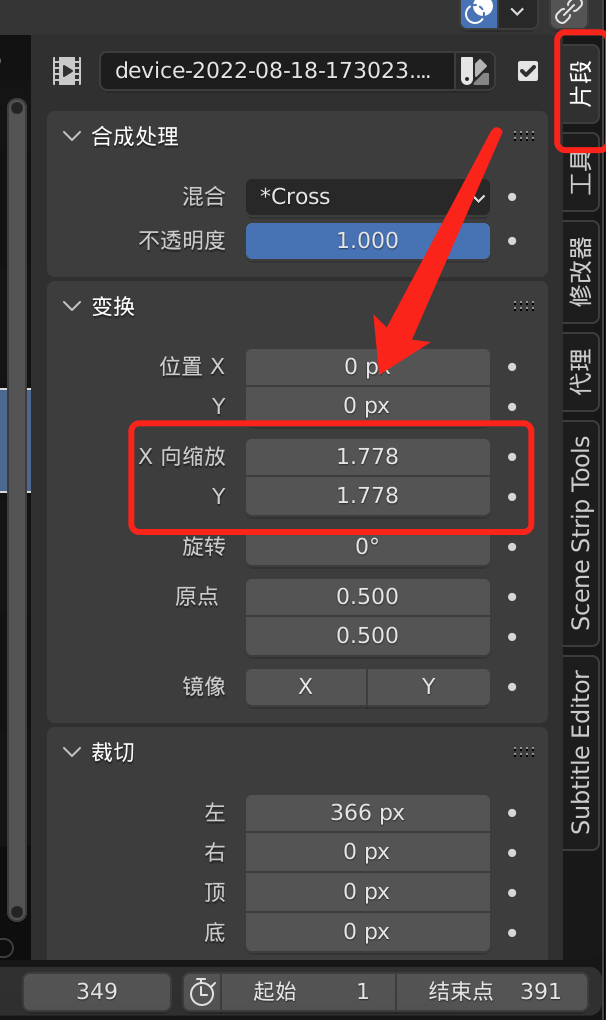 device-2022-08-18-173023.…
片段
合成处理
混合 *Cross
不透明度 1.000
工具
变换
修改器
位置 X 0 px
Y 0 px
代理
X 向缩放 1.778
Y 1.778
旋转 0°
Scene Strip Tools
原点 0.500
0.500
镜像 X Y
Subtitle Editor
裁切
左 366 px
右 0 px
顶 0 px
底 0 px
349 起始 1 结束点 391